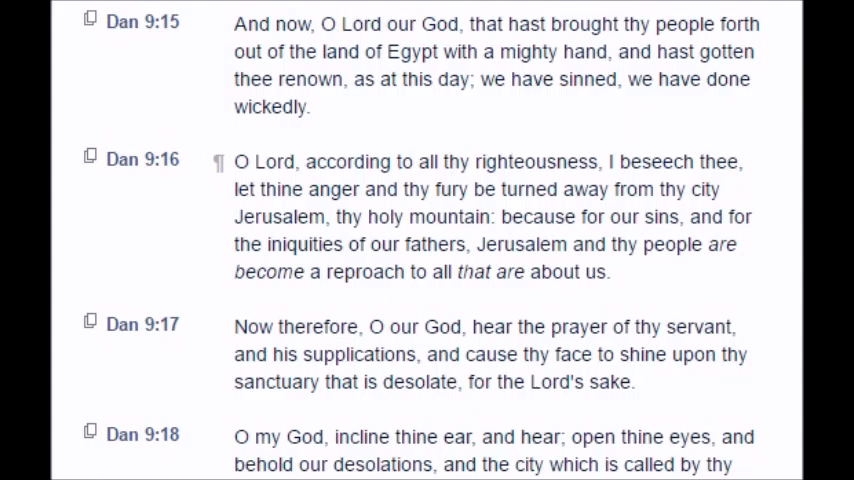 Dan 9:15 And now, O Lord our God, that hast brought thy people forth
out of the land of Egypt with a mighty hand, and hast gotten
thee renown, as at this day; we have sinned, we have done
wickedly.
Dan 9:16 ¶ O Lord, according to all thy righteousness, I beseech thee,
let thine anger and thy fury be turned away from thy city
Jerusalem, thy holy mountain: because for our sins, and for
the iniquities of our fathers, Jerusalem and thy people are
become a reproach to all that are about us.
Dan 9:17 Now therefore, O our God, hear the prayer of thy servant,
and his supplications, and cause thy face to shine upon thy
sanctuary that is desolate, for the Lord's sake.
Dan 9:18 O my God, incline thine ear, and hear; open thine eyes, and
behold our desolations, and the city which is called by thy